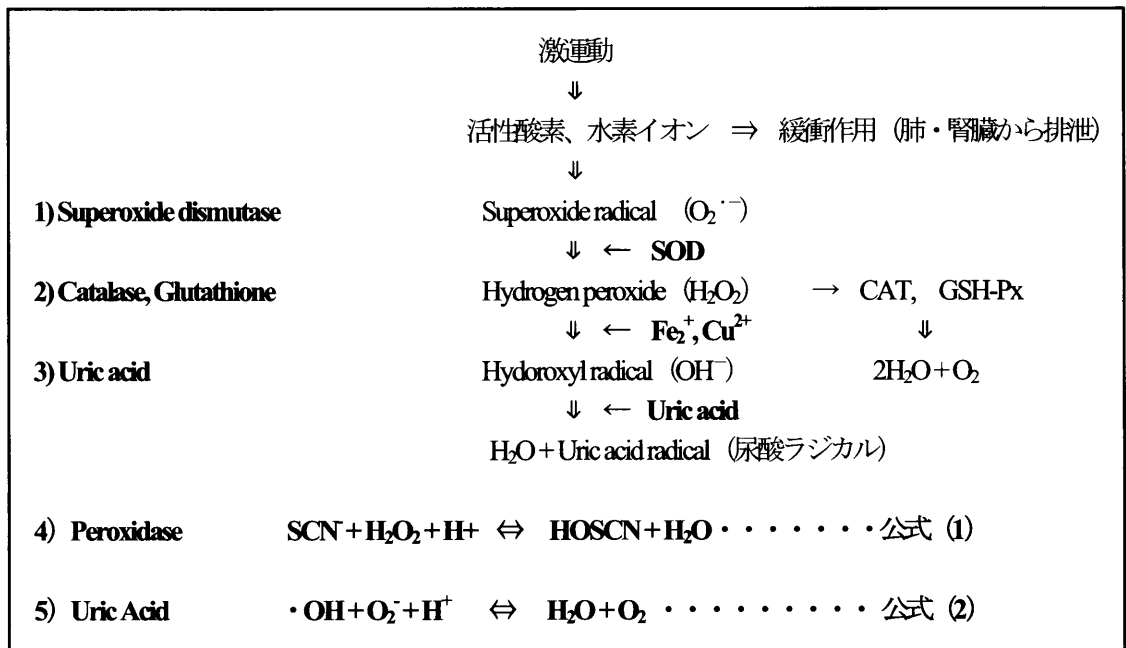 激運動
⇓
活性酸素、水素イオン ⇒ 緩衝作用（肺・腎臓から排泄）
⇓
1) Superoxide dismutase Superoxide radical （O₂˙⁻）
⇓ ← SOD
2) Catalase, Glutathione Hydrogen peroxide （H₂O₂） → CAT, GSH-Px
⇓ ← Fe₂⁺, Cu²⁺ ⇓
3) Uric acid Hydoroxyl radical （OH⁻） 2H₂O+O₂
⇓ ← Uric acid
H₂O+Uric acid radical （尿酸ラジカル）
4) Peroxidase SCN⁻+H₂O₂+H+ ⇔ HOSCN+H₂O・・・・・・・公式 (1)
5) Uric Acid ・OH+O₂⁻+H⁺ ⇔ H₂O+O₂ ・・・・・・・・・公式 (2)